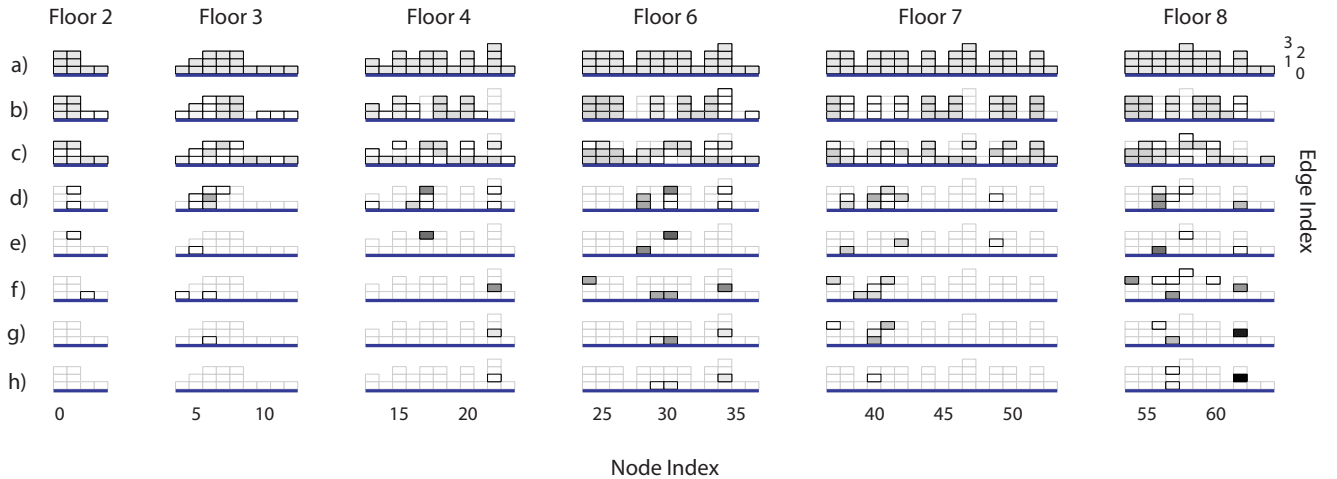 Floor 2 Floor 3 Floor 4 Floor 6 Floor 7 Floor 8
a)
3 2
1 0
b)
c)
d)
e)
f)
g)
h)
Edge Index
0 5 10 15 20 25 30 35 40 45 50 55 60
Node Index